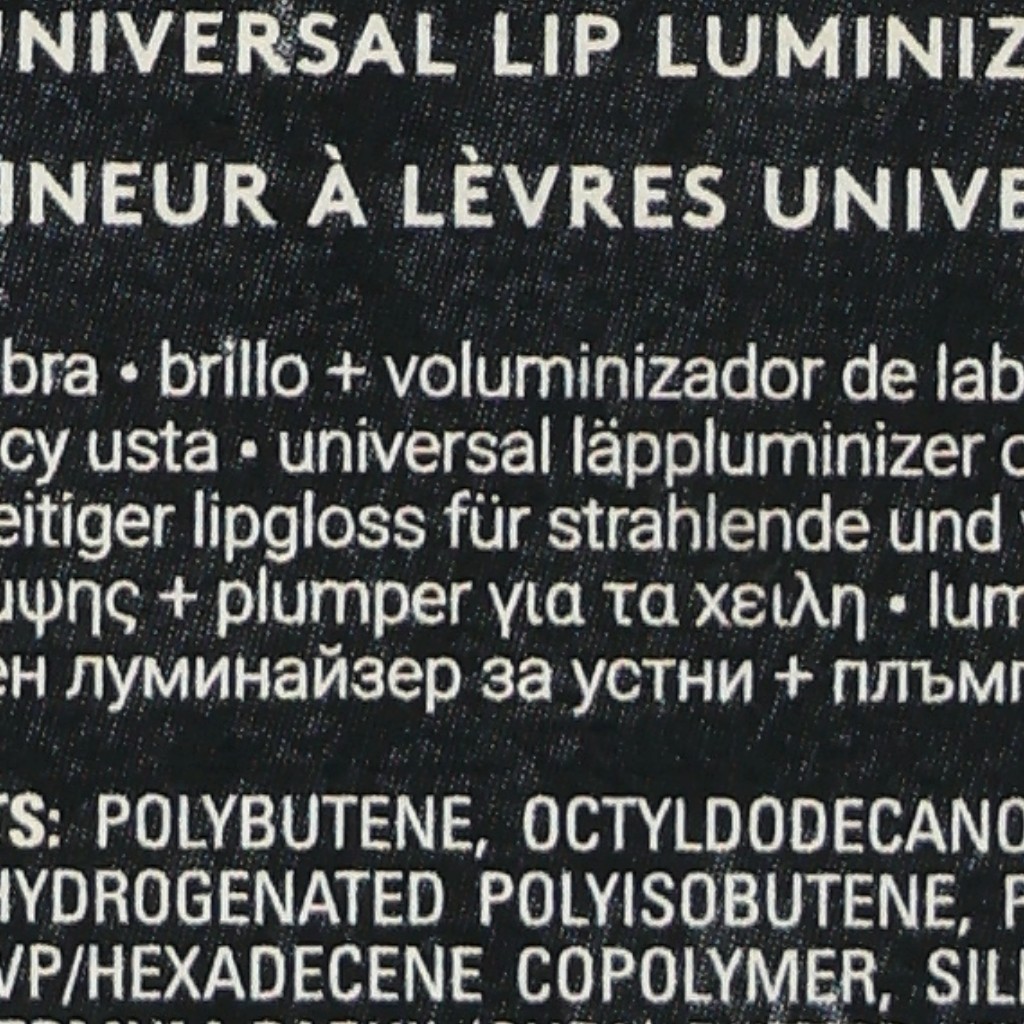 UNIVERSAL LIP LUMINIZ
INEUR À LÈVRES UNIVE
bra • brillo + voluminizador de lab
cy usta • universal läppluminizer
eitiger lipgloss für strahlende und
μψης + plumper για τα χειλη • lum
ен луминайзер за устни + плъмп
TS: POLYBUTENE, OCTYLDODECANO
HYDROGENATED POLYISOBUTENE, P
VP/HEXADECENE COPOLYMER, SILI